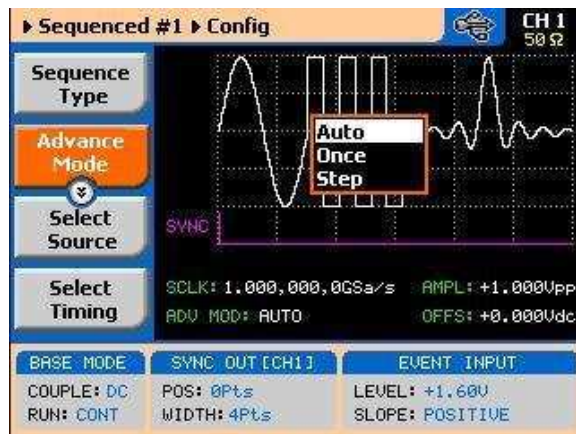 Sequenced #1 Config
CH 1
50 Ω
Sequence
Type
Advance
Mode
Select
Source
Select
Timing
Auto
Once
Step
SYNC
SCLK: 1.000,000,0GSa/s AMPL: +1.000Vpp
ADV MOD: AUTO OFFS: +0.000Vdc
BASE MODE SYNC OUT [CH1] EVENT INPUT
COUPLE: DC POS: 0Pts LEVEL: +1.60V
RUN: CONT WIDTH: 4Pts SLOPE: POSITIVE